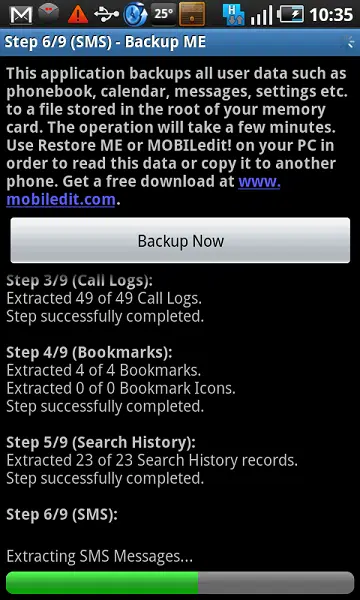 25° H 10:35
Step 6/9 (SMS) - Backup ME
This application backups all user data such as
phonebook, calendar, messages, settings etc.
to a file stored in the root of your memory
card. The operation will take a few minutes.
Use Restore ME or MOBILedit! on your PC in
order to read this data or copy it to another
phone. Get a free download at www.
mobiledit.com.
Backup Now
Step 3/9 (Call Logs):
Extracted 49 of 49 Call Logs.
Step successfully completed.
Step 4/9 (Bookmarks):
Extracted 4 of 4 Bookmarks.
Extracted 0 of 0 Bookmark Icons.
Step successfully completed.
Step 5/9 (Search History):
Extracted 23 of 23 Search History records.
Step successfully completed.
Step 6/9 (SMS):
Extracting SMS Messages...